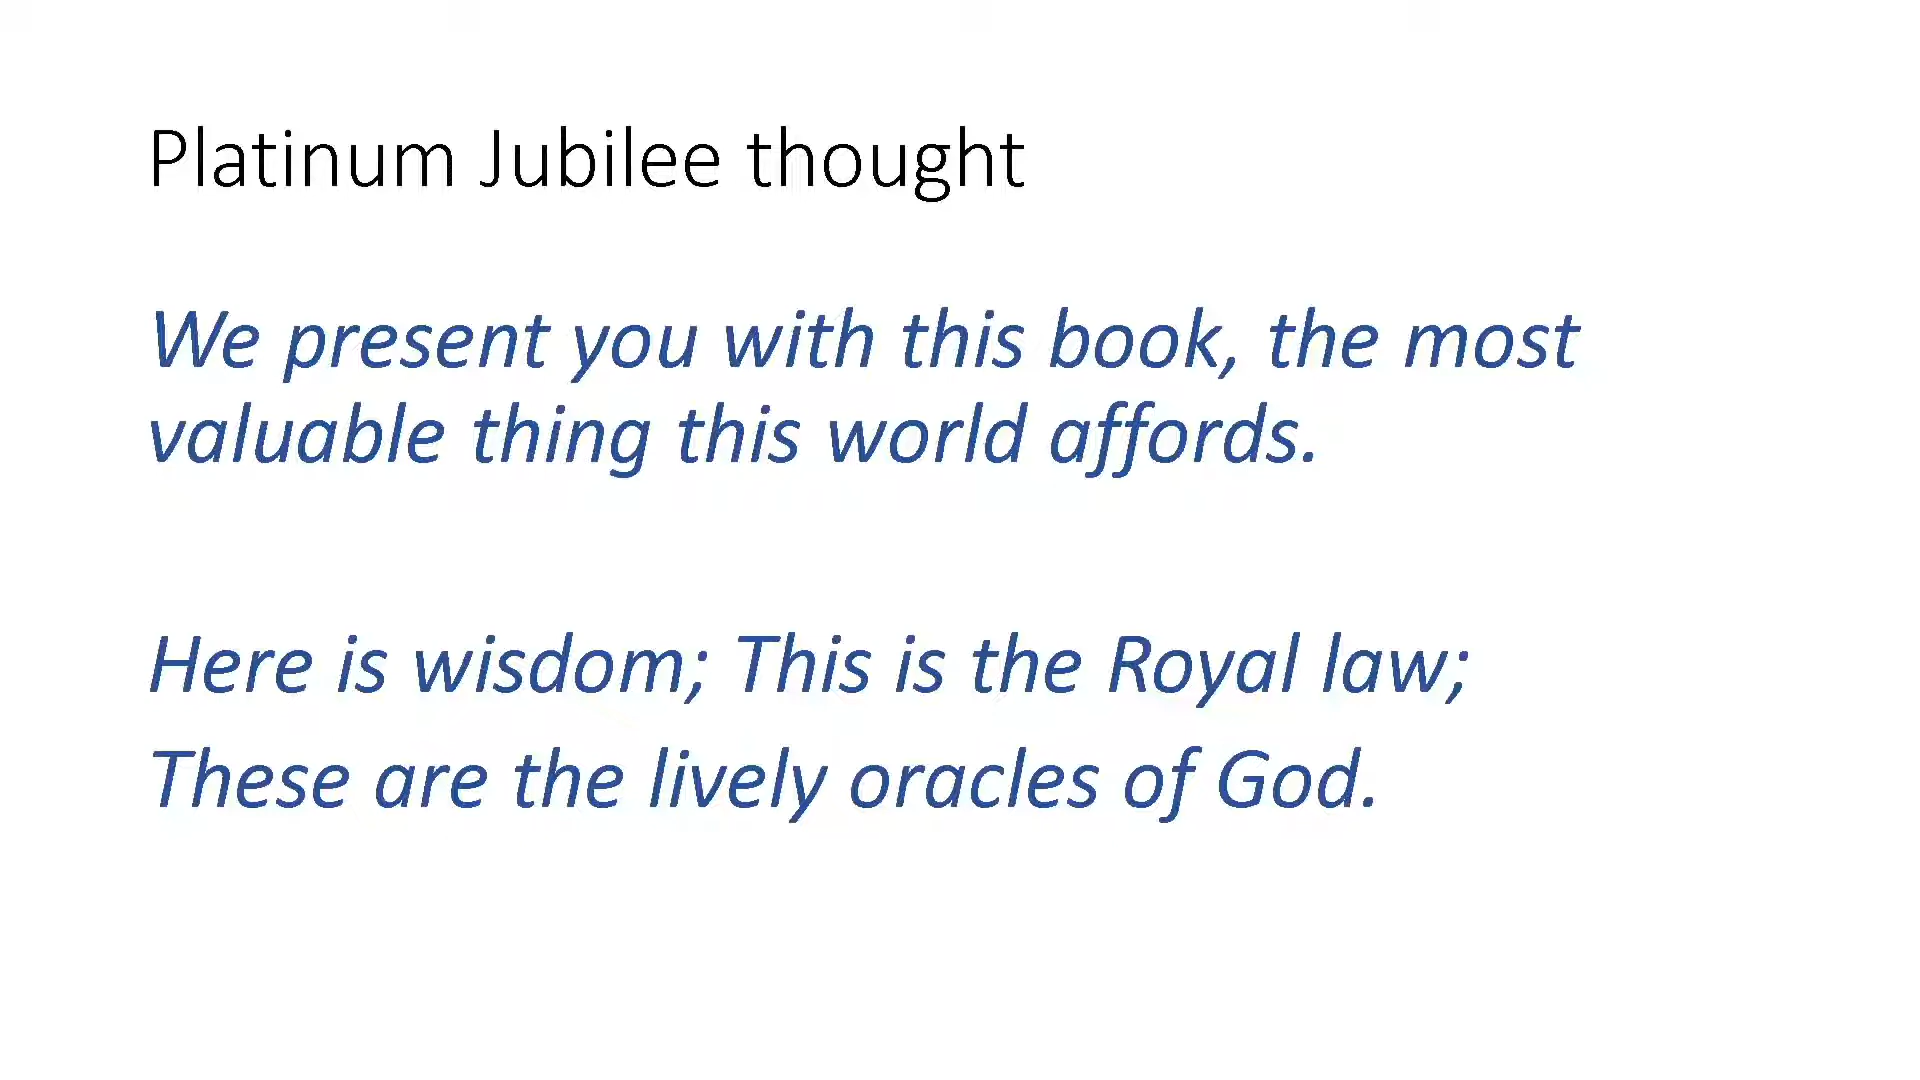 Platinum Jubilee thought
We present you with this book, the most
valuable thing this world affords.
Here is wisdom; This is the Royal law;
These are the lively oracles of God.